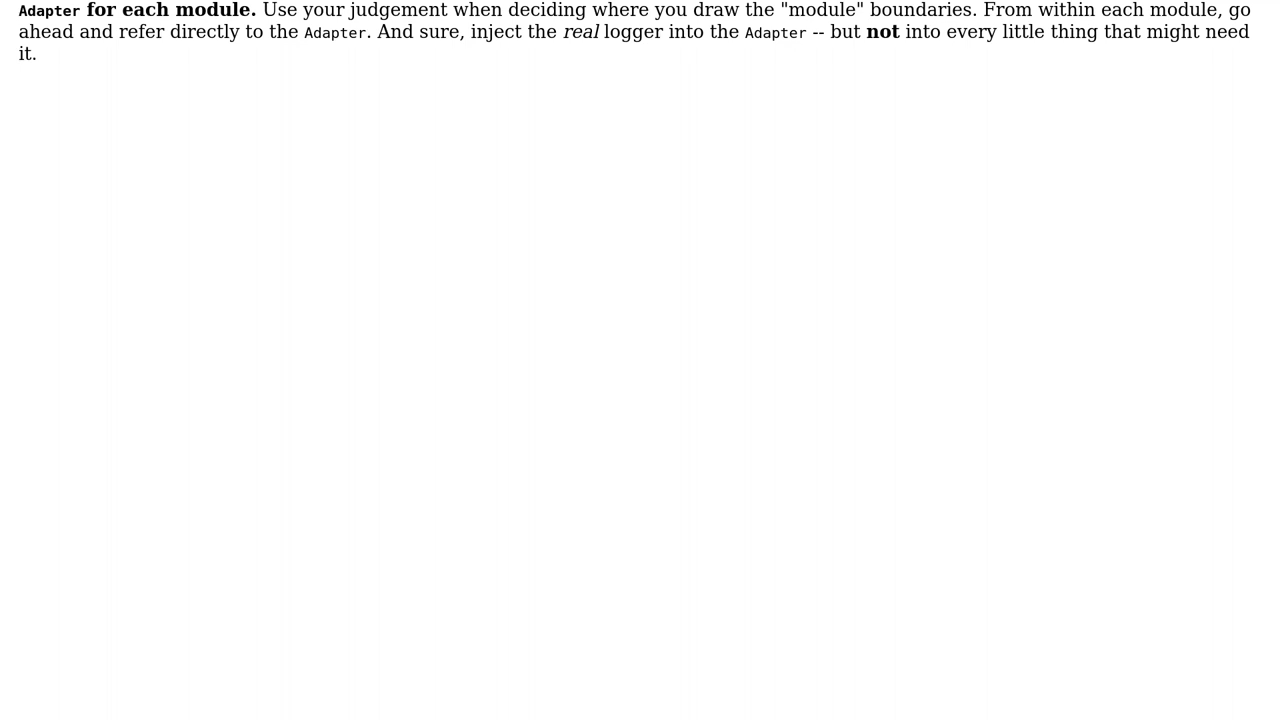 Adapter for each module. Use your judgement when deciding where you draw the "module" boundaries. From within each module, go
ahead and refer directly to the Adapter. And sure, inject the real logger into the Adapter -- but not into every little thing that might need
it.